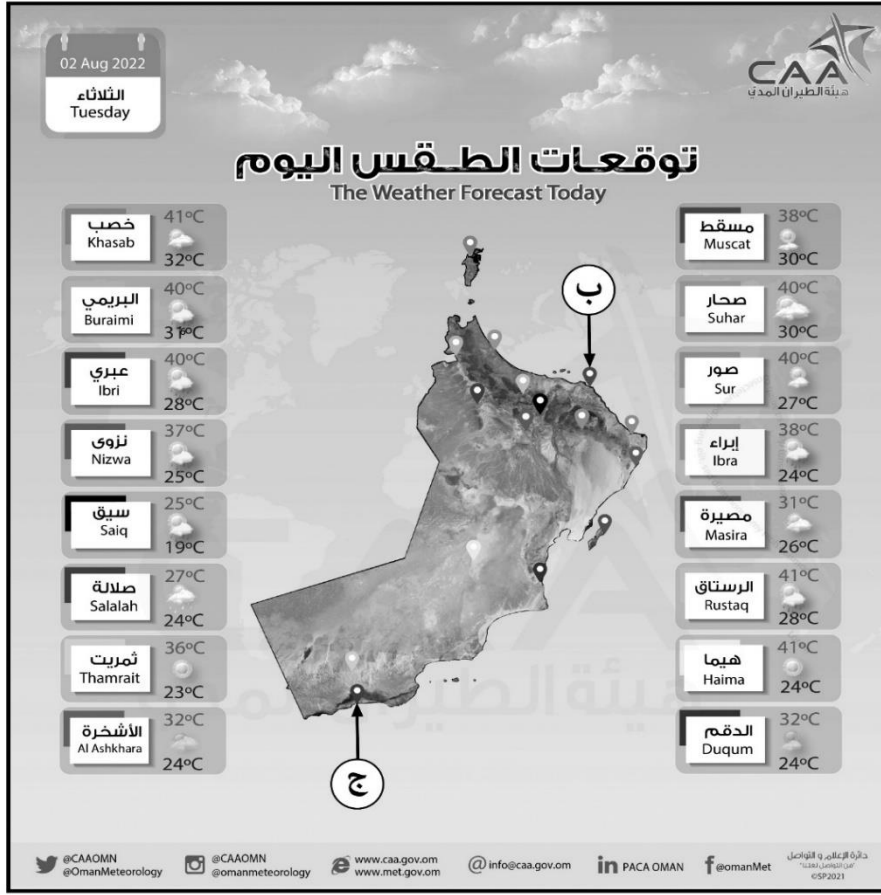 02 Aug 2022
الثلاثاء
Tuesday
CAA
هيئة الطيران المدني
توقعات الطقس اليوم
The Weather Forecast Today
خصب
Khasab
41°C
32°C
البريمي
Buraimi
40°C
31°C
عبري
Ibri
40°C
28°C
نزوى
Nizwa
37°C
25°C
سيق
Saiq
25°C
19°C
صلالة
Salalah
27°C
24°C
ثمريت
Thamrait
36°C
23°C
الأشخرة
Al Ashkhara
32°C
24°C
ب
ج
مسقط
Muscat
38°C
30°C
صحار
Suhar
40°C
30°C
صور
Sur
40°C
27°C
إبراء
Ibra
38°C
24°C
مصيرة
Masira
31°C
26°C
الرستاق
Rustaq
41°C
28°C
هيما
Haima
41°C
24°C
الدقم
Duqum
32°C
24°C
هيئة الطيران المدني
@CAAOMN
@OmanMeteorology
@CAAOMN
@omanmeteorology
www.caa.gov.om
www.met.gov.om
@info@caa.gov.om
in PACA OMAN
@omanMet
دائرة الإعلام و التواصل
©SP2021